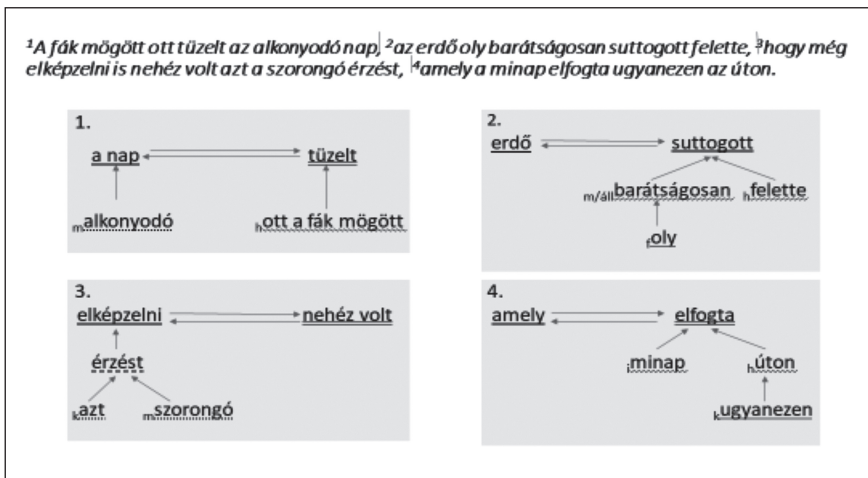 ¹A fák mögött ott tüzelt az alkonyodó nap, ²az erdő oly barátságosan suttogott felette, ³hogy még
elképzelni is nehéz volt azt a szorongó érzést, ⁴amely a minap elfogta ugyanezen az úton.
1.
a nap tüzelt
malkonyodó hott a fák mögött
2.
erdő suttogott
m/állbarátságosan hfelette
foly
3.
elképzelni nehéz volt
érzést
kazt mszorongó
4.
amely elfogta
iminap húton
kugyanezen